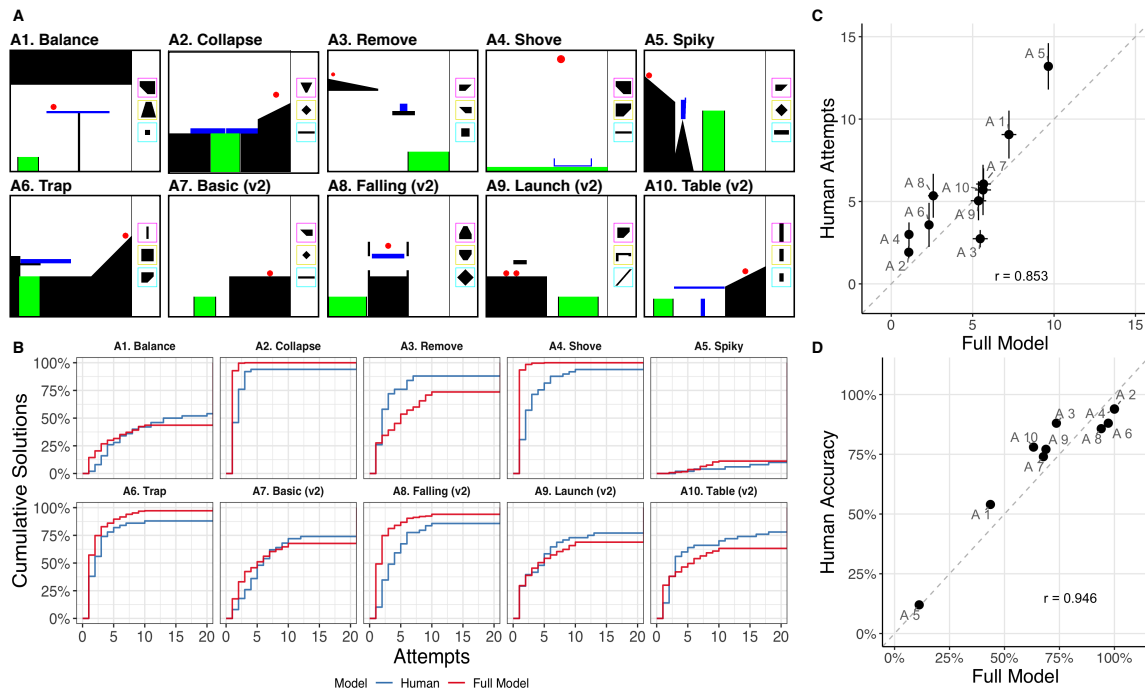 A
A1. Balance
A2. Collapse
A3. Remove
A4. Shove
A5. Spiky
A6. Trap
A7. Basic (v2)
A8. Falling (v2)
A9. Launch (v2)
A10. Table (v2)
B
A1. Balance
A2. Collapse
A3. Remove
A4. Shove
A5. Spiky
100%
75%
50%
25%
0%
A6. Trap
A7. Basic (v2)
A8. Falling (v2)
A9. Launch (v2)
A10. Table (v2)
100%
75%
50%
25%
0%
Cumulative Solutions
0 5 10 15 20
0 5 10 15 20
0 5 10 15 20
0 5 10 15 20
0 5 10 15 20
Attempts
Model Human Full Model
C
Human Attempts
15
10
5
0
A 5
A 1
A 7
A 8
A 10
A 6
A 9
A 4
A 3
A 2
r = 0.853
0 5 10 15
Full Model
D
Human Accuracy
100%
75%
50%
25%
0%
A 2
A 3
A 4
A 10
A 9
A 8
A 6
A 7
A 1
A 5
r = 0.946
0% 25% 50% 75% 100%
Full Model